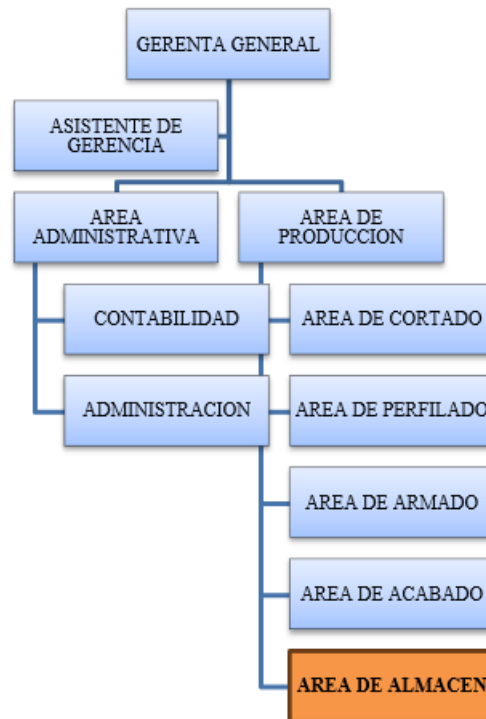 GERENTA GENERAL
ASISTENTE DE
GERENCIA
AREA
ADMINISTRATIVA
AREA DE
PRODUCCION
CONTABILIDAD
AREA DE CORTADO
ADMINISTRACION
AREA DE PERFILADO
AREA DE ARMADO
AREA DE ACABADO
AREA DE ALMACEN